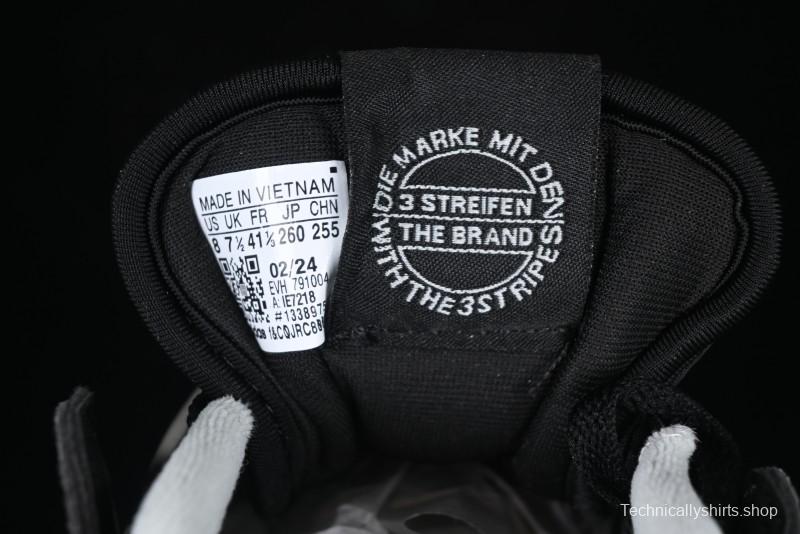 MADE IN VIETNAM
US UK FR JP CHN
8 7½ 41⅓ 260 255
02/24
EVH 791004
A: IE7218
#133897
DIE MARKE MIT DEN
3 STREIFEN
THE BRAND
WITH THE 3 STRIPES
Technicallyshirts.shop